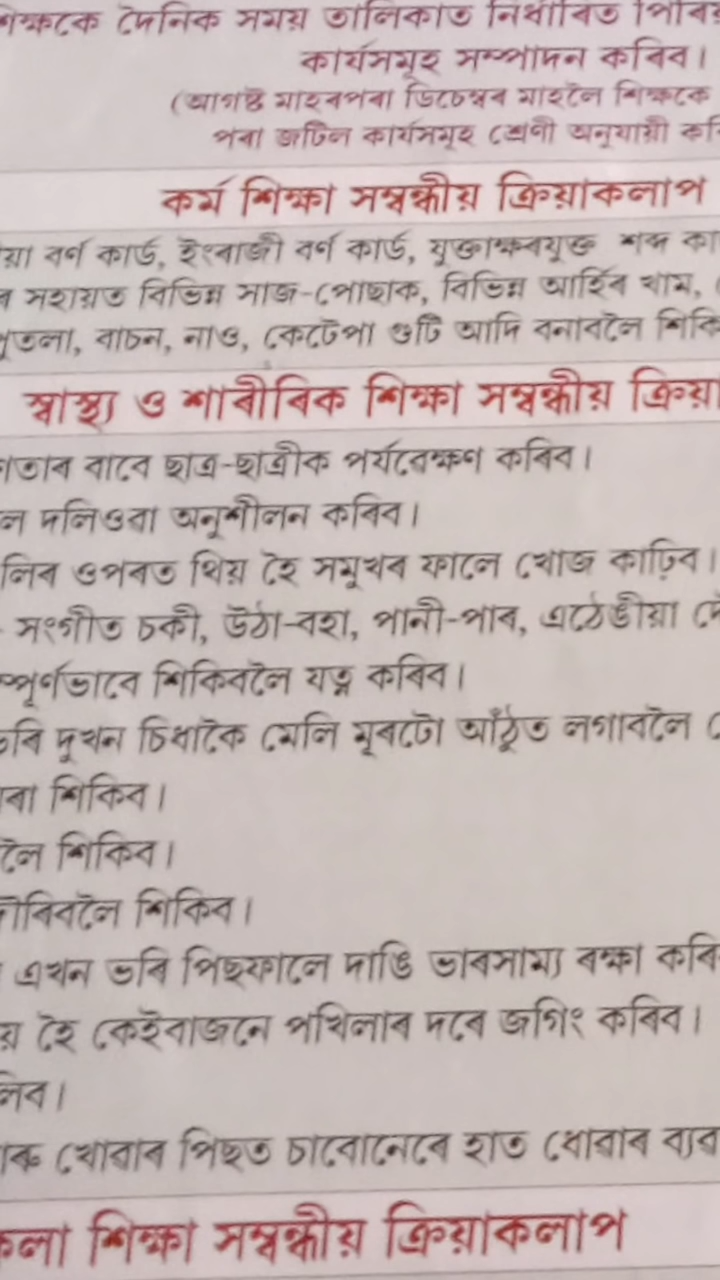 শিক্ষকে দৈনিক সময় তালিকাত নিৰ্ধাৰিত
কাৰ্যসমূহ সম্পাদন কৰিব।
(আগষ্ট মাহৰপৰা ডিচেম্বৰ মাহলৈ শিক্ষকে
পৰা জটিল কাৰ্যসমূহ শ্ৰেণী অনুযায়ী
কৰ্ম শিক্ষা সম্বন্ধীয় ক্ৰিয়াকলাপ
বৰ্ণ কাৰ্ড, ইংৰাজী বৰ্ণ কাৰ্ড, যুক্তাক্ষৰযুক্ত শব্দ
সহায়ত বিভিন্ন সাজ-পোছাক, বিভিন্ন আৰ্হিৰ খাম,
পুতলা, বাচন, নাও, কেটেপা গুটি আদি বনাবলৈ
স্বাস্থ্য ও শাৰীৰিক শিক্ষা সম্বন্ধীয় ক্ৰিয়া
বাবে ছাত্ৰ-ছাত্ৰীক পৰ্যবেক্ষণ কৰিব।
দলিওৱা অনুশীলন কৰিব।
ওপৰত থিয় হৈ সমুখৰ ফালে খোজ কাঢ়িব।
সংগীত চকী, উঠা-বহা, পানী-পাৰ, এঠেঙীয়া
শিকিবলৈ যত্ন কৰিব।
দুখন চিধাকৈ মেলি মূৰটো আঁঠুত লগাবলৈ
শিকিব।
শিকিব।
শিকিব।
এখন ভৰি পিছফালে দাঙি ভাৰসাম্য ৰক্ষা
হৈ কেইবাজনে পখিলাৰ দৰে জগিং কৰিব।
খোৱাৰ পিছত চাবোনেৰে হাত ধোৱাৰ
কলা শিক্ষা সম্বন্ধীয় ক্ৰিয়াকলাপ